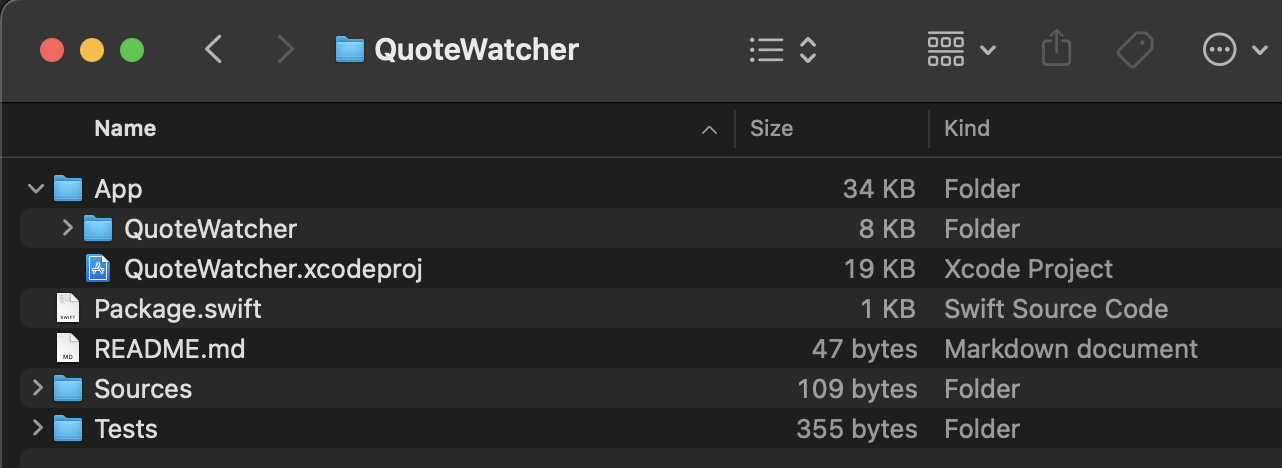 QuoteWatcher
Name Size Kind
App 34 KB Folder
QuoteWatcher 8 KB Folder
QuoteWatcher.xcodeproj 19 KB Xcode Project
SWIFT Package.swift 1 KB Swift Source Code
MD README.md 47 bytes Markdown document
Sources 109 bytes Folder
Tests 355 bytes Folder